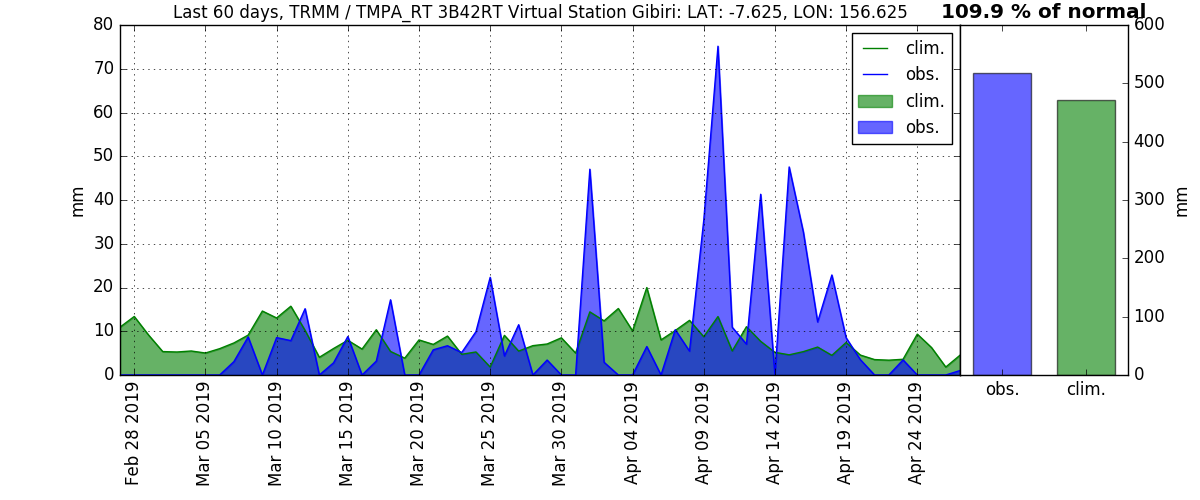 Last 60 days, TRMM / TMPA_RT 3B42RT Virtual Station Gibiri: LAT: -7.625, LON: 156.625
109.9 % of normal
80
70
60
50
40
30
20
10
0
mm
clim.
obs.
clim.
obs.
Feb 28 2019
Mar 05 2019
Mar 10 2019
Mar 15 2019
Mar 20 2019
Mar 25 2019
Mar 30 2019
Apr 04 2019
Apr 09 2019
Apr 14 2019
Apr 19 2019
Apr 24 2019
600
500
400
300
200
100
0
mm
obs.
clim.